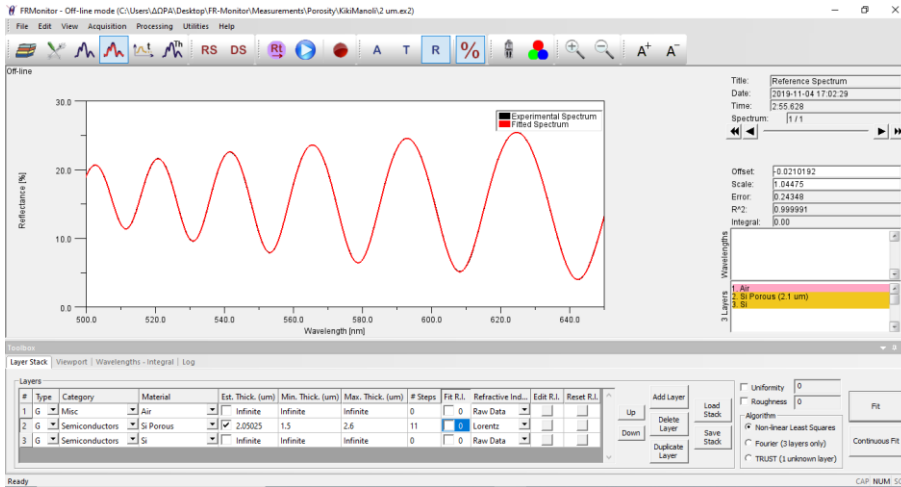 FRMonitor - Off-line mode (C:\Users\ΔΩΡΑ\Desktop\FR-Monitor\Measurements\Porosity\KikiManoli\2 um.ex2)
File Edit View Acquisition Processing Utilities Help
t Th RS DS Rt A T R % A+ A-
Off-line
Title: Reference Spectrum
Date: 2019-11-04 17:02:29
Time: 2:55.628
Spectrum: 1 / 1
Offset: -0.0210192
Scale: 1.04475
Error: 0.24348
R^2: 0.999991
Integral: 0.00
Wavelengths
3 Layers
1. Air
2. Si Porous (2.1 um)
3. Si
Experimental Spectrum
Fitted Spectrum
Reflectance [%]
30.0
20.0
10.0
0.0
500.0 520.0 540.0 560.0 580.0 600.0 620.0 640.0
Wavelength [nm]
Toolbox
Layer Stack Viewport Wavelengths - Integral Log
Layers
# Type Category Material Est. Thick. (um) Min. Thick. (um) Max. Thick. (um) # Steps Fit R.I. Refractive Ind... Edit R.I. Reset R.I.
1 G Misc Air Infinite Infinite Infinite 0 0 Raw Data
2 G Semiconductors Si Porous 2.05025 1.5 2.6 11 0 Lorentz
3 G Semiconductors Si Infinite Infinite Infinite 0 0 Raw Data
Up
Down
Add Layer
Delete Layer
Duplicate Layer
Load Stack
Save Stack
Uniformity 0
Roughness 0
Algorithm
Non-linear Least Squares
Fourier (3 layers only)
TRUST (1 unknown layer)
Fit
Continuous Fit
Ready
CAP NUM